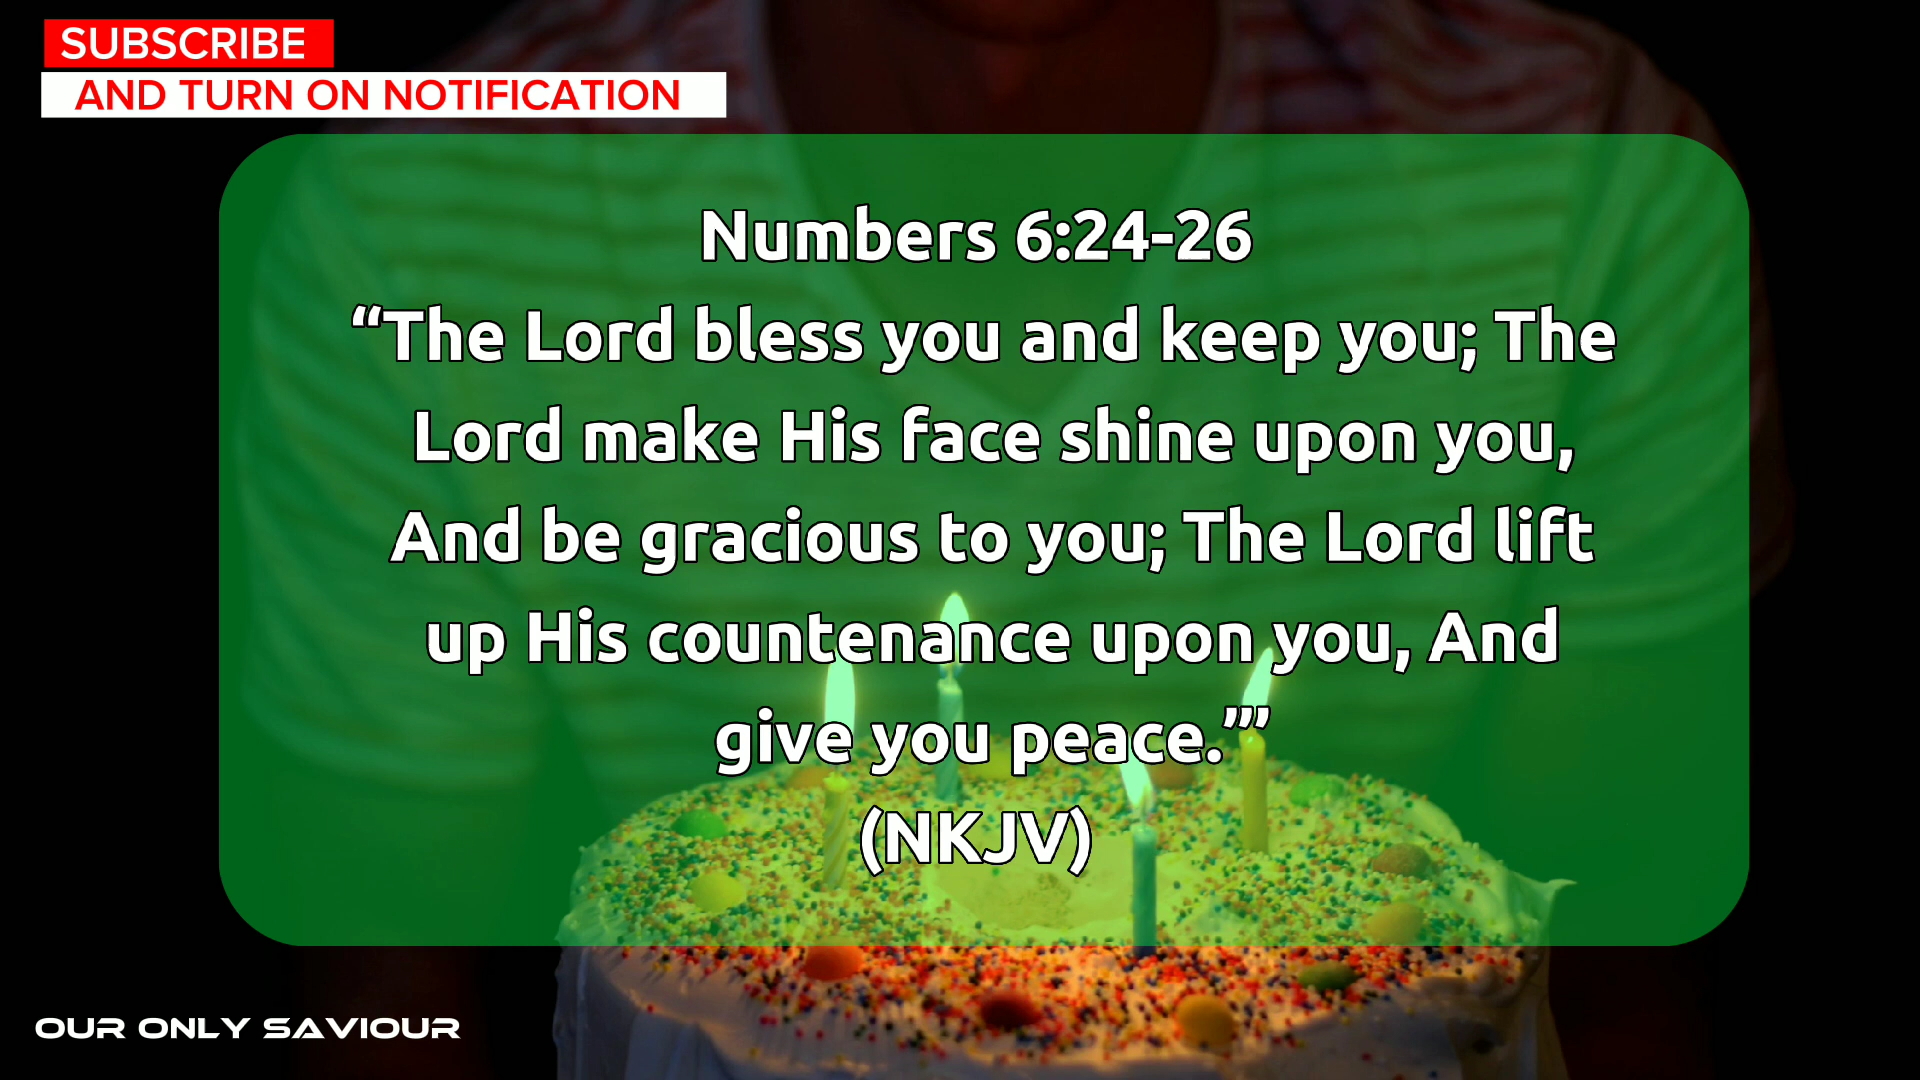 SUBSCRIBE
AND TURN ON NOTIFICATION
Numbers 6:24-26
“The Lord bless you and keep you; The
Lord make His face shine upon you,
And be gracious to you; The Lord lift
up His countenance upon you, And
give you peace.”’
(NKJV)
OUR ONLY SAVIOUR